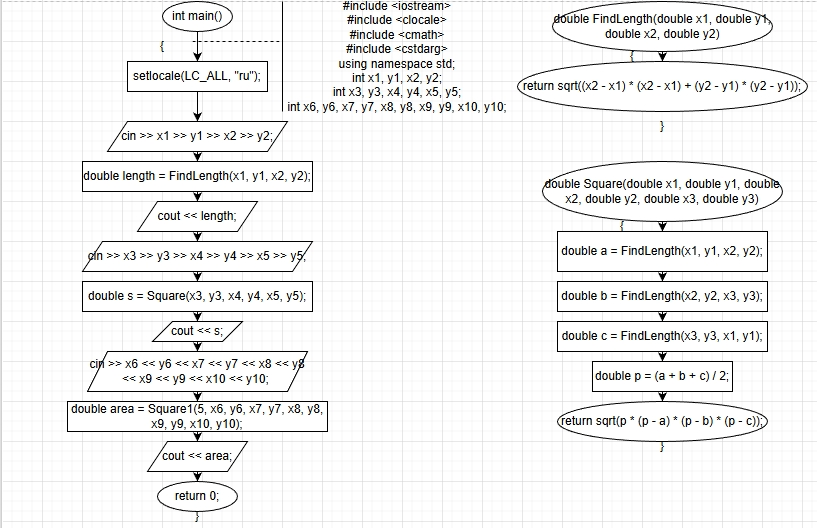 int main()
{
setlocale(LC_ALL, "ru");
cin >> x1 >> y1 >> x2 >> y2;
double length = FindLength(x1, y1, x2, y2);
cout << length;
cin >> x3 >> y3 >> x4 >> y4 >> x5 >> y5;
double s = Square(x3, y3, x4, y4, x5, y5);
cout << s;
cin >> x6 << y6 << x7 << y7 << x8 << y8
<< x9 << y9 << x10 << y10;
double area = Square1(5, x6, y6, x7, y7, x8, y8,
x9, y9, x10, y10);
cout << area;
return 0;
}
#include <iostream>
#include <clocale>
#include <cmath>
#include <cstdarg>
using namespace std;
int x1, y1, x2, y2;
int x3, y3, x4, y4, x5, y5;
int x6, y6, x7, y7, x8, y8, x9, y9, x10, y10;
double FindLength(double x1, double y1,
double x2, double y2)
{
return sqrt((x2 - x1) * (x2 - x1) + (y2 - y1) * (y2 - y1));
}
double Square(double x1, double y1, double
x2, double y2, double x3, double y3)
{
double a = FindLength(x1, y1, x2, y2);
double b = FindLength(x2, y2, x3, y3);
double c = FindLength(x3, y3, x1, y1);
double p = (a + b + c) / 2;
return sqrt(p * (p - a) * (p - b) * (p - c));
}